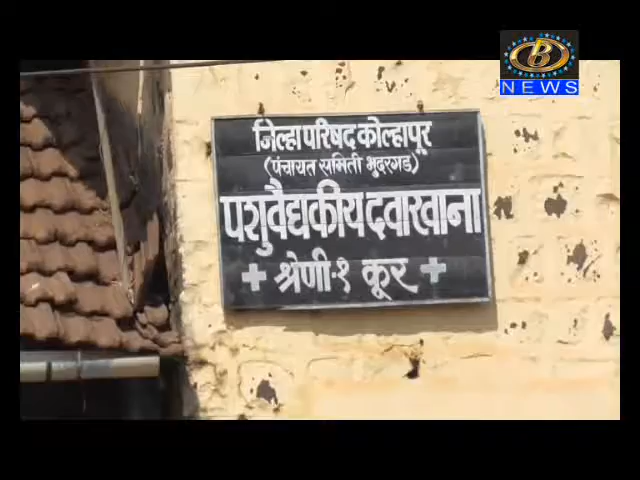 B
NEWS
जिल्हा परिषद कोल्हापूर
(पंचायत समिती भुदरगड)
पशुवैद्यकीय दवाखाना
श्रेणी-१ कूर